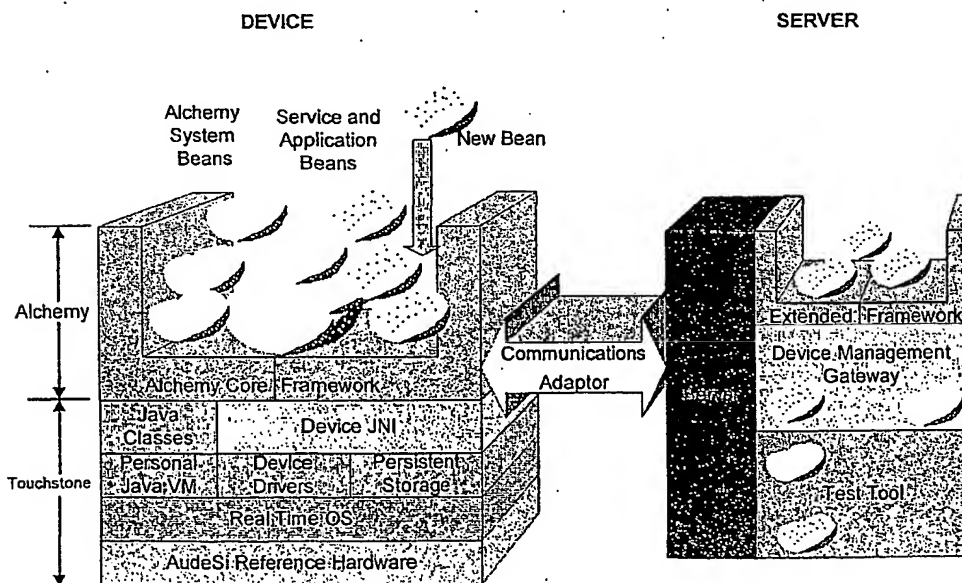 DEVICE
SERVER
Alchemy
System
Beans
Service and
Application
Beans
New Bean
Alchemy
Communications
Adaptor
Extended Framework
Device Management
Gateway
Alchemy Core Framework
Java
Classes
Device JNI
Personal
Java VM
Device
Drivers
Persistent
Storage
Touchstone
Test Tool
Real Time OS
AudeSi Reference Hardware